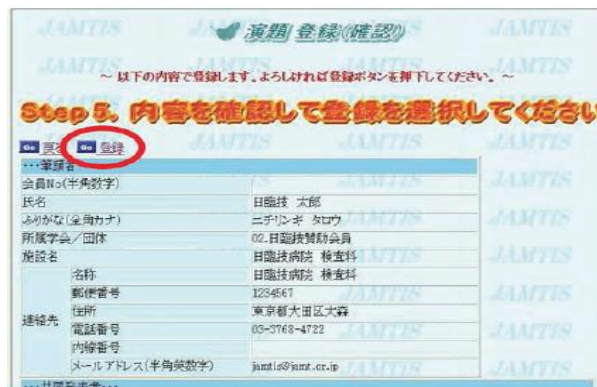 演題 登録(確認)
～ 以下の内容で登録します。よろしければ登録ボタンを押下してください。 ～
Step 5. 内容を確認して登録を選択してください
Go 戻る Go 登録
・・・筆頭者
会員No(半角数字)
氏名 日臨技 太郎
ふりがな(全角カナ) ニチリンギ タロウ
所属学会／団体 02.日臨技賛助会員
施設名 日臨技病院 検査科
連絡先
名称 日臨技病院 検査科
郵便番号 1234567
住所 東京都大田区大森
電話番号 03-3768-4722
内線番号
メールアドレス(半角英数字) jamtis@jamt.or.jp
・・・共同発表者・・・